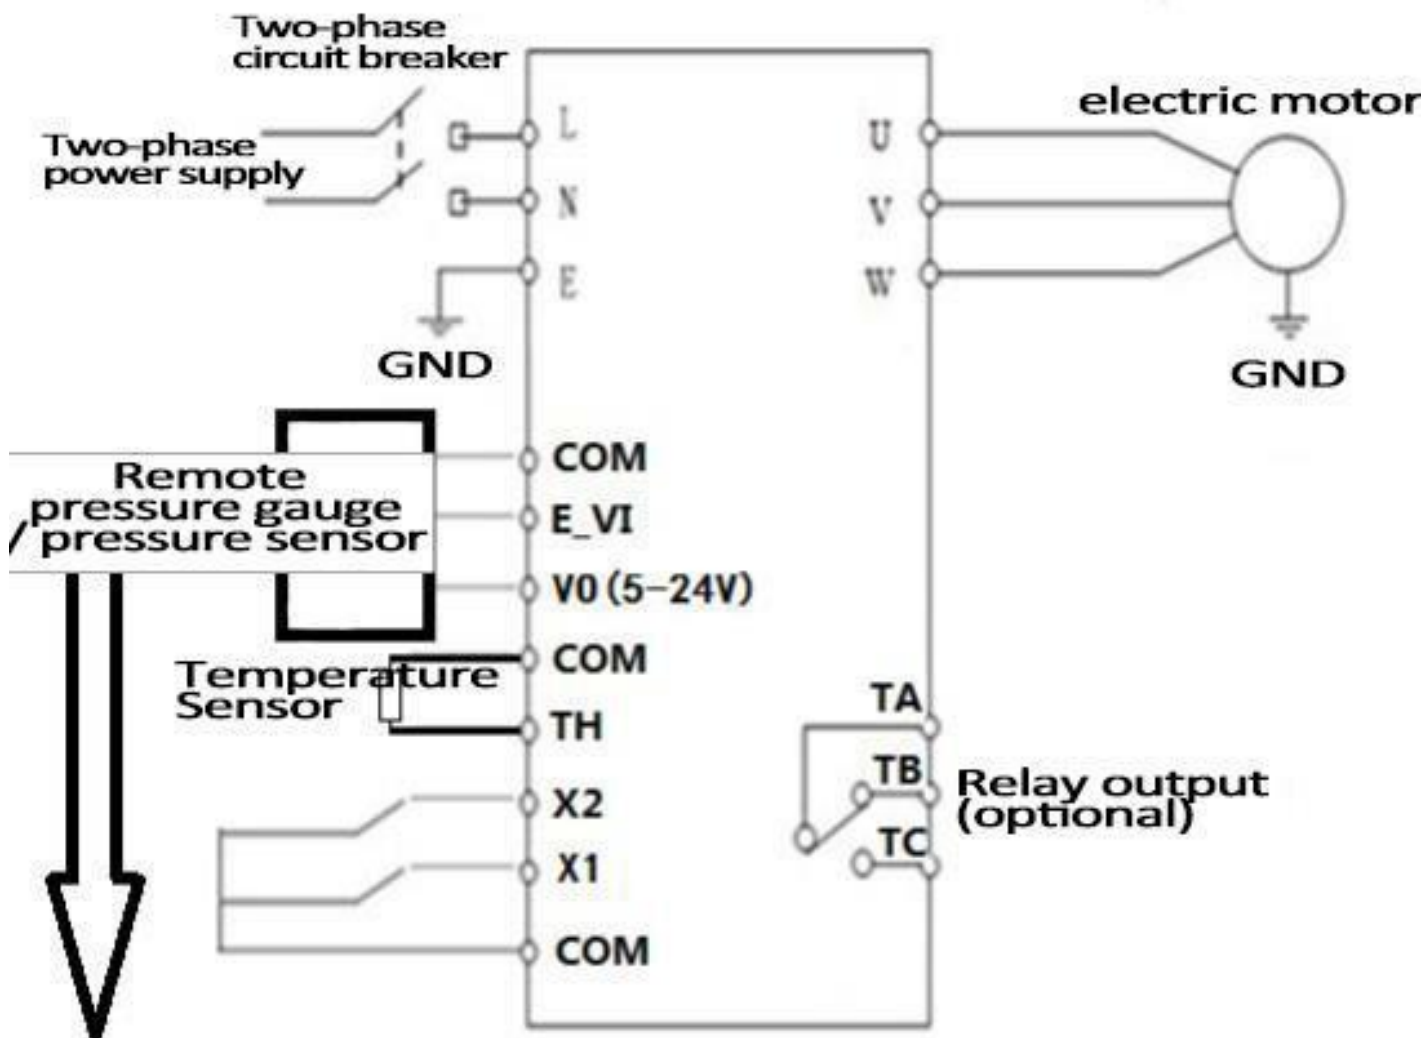 Two-phase
circuit breaker
electric motor
Two-phase
power supply
L
N
E
U
V
W
GND
GND
Remote
pressure gauge
/ pressure sensor
COM
E_VI
V0(5-24V)
Temperature
Sensor
COM
TH
X2
X1
COM
TA
TB
TC
Relay output
(optional)